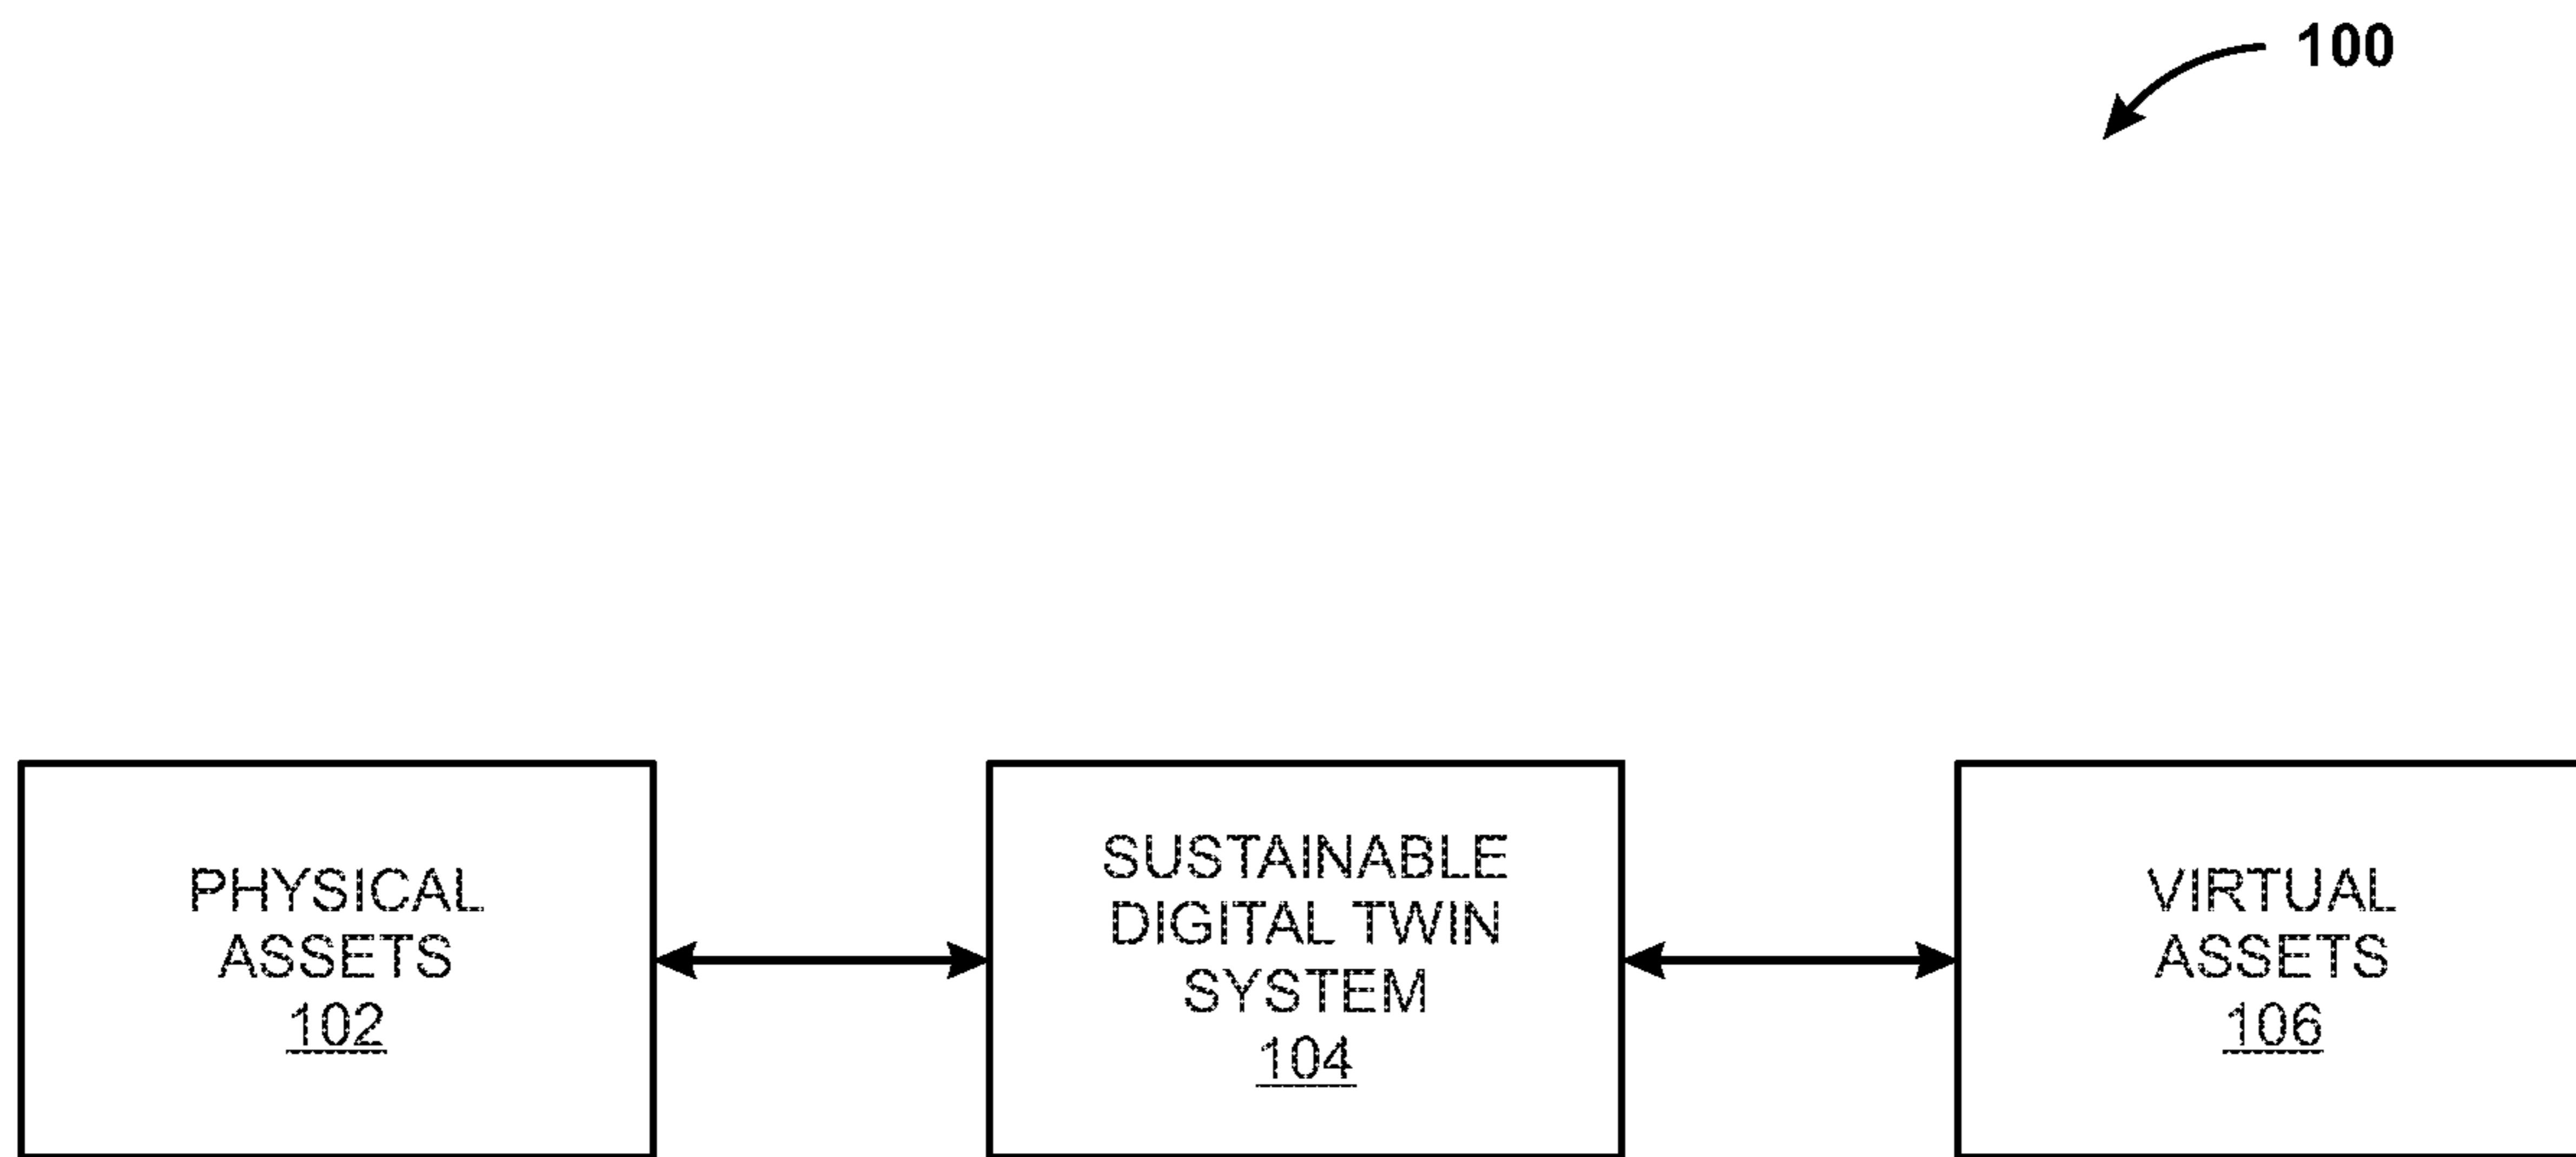 100
PHYSICAL
ASSETS
102
SUSTAINABLE
DIGITAL TWIN
SYSTEM
104
VIRTUAL
ASSETS
106